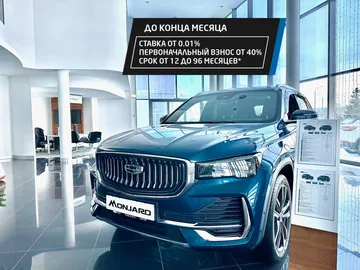 ДО КОНЦА МЕСЯЦА
СТАВКА ОТ 0.01%
ПЕРВОНАЧАЛЬНЫЙ ВЗНОС ОТ 40%
СРОК ОТ 12 ДО 96 МЕСЯЦЕВ*
MONJARO